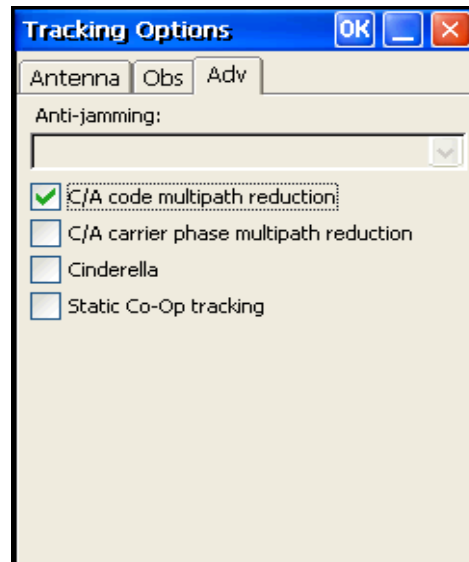 Tracking Options OK
Antenna Obs Adv
Anti-jamming:
C/A code multipath reduction
C/A carrier phase multipath reduction
Cinderella
Static Co-Op tracking